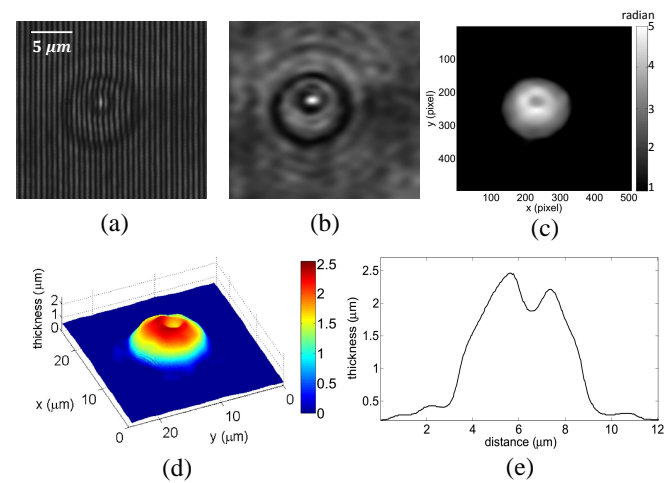 5 μm
(a)
(b)
radian
5
4
3
2
1
100
200
300
400
y (pixel)
100 200 300 400 500
x (pixel)
(c)
thickness (μm)
2
1
0
20
10
0
x (μm)
20
10
0
y (μm)
2.5
2
1.5
1
0.5
0
(d)
thickness (μm)
2.5
2
1.5
1
0.5
2 4 6 8 10 12
distance (μm)
(e)